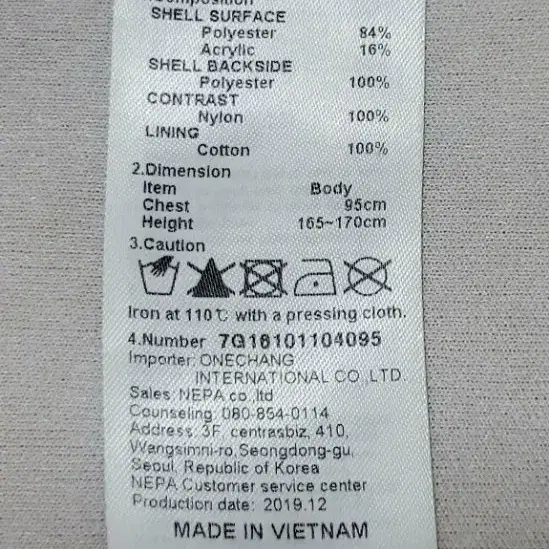 1.Composition
SHELL SURFACE
Polyester 84%
Acrylic 16%
SHELL BACKSIDE
Polyester 100%
CONTRAST
Nylon 100%
LINING
Cotton 100%
2.Dimension
Item Body
Chest 95cm
Height 165~170cm
3.Caution
Iron at 110℃ with a pressing cloth.
4.Number 7G16101104095
Importer: ONECHANG
INTERNATIONAL CO.,LTD.
Sales: NEPA co.,ltd
Counseling: 080-854-0114
Address: 3F, centrasbiz, 410,
Wangsimni-ro, Seongdong-gu,
Seoul, Republic of Korea
NEPA Customer service center
Production date: 2019.12
MADE IN VIETNAM